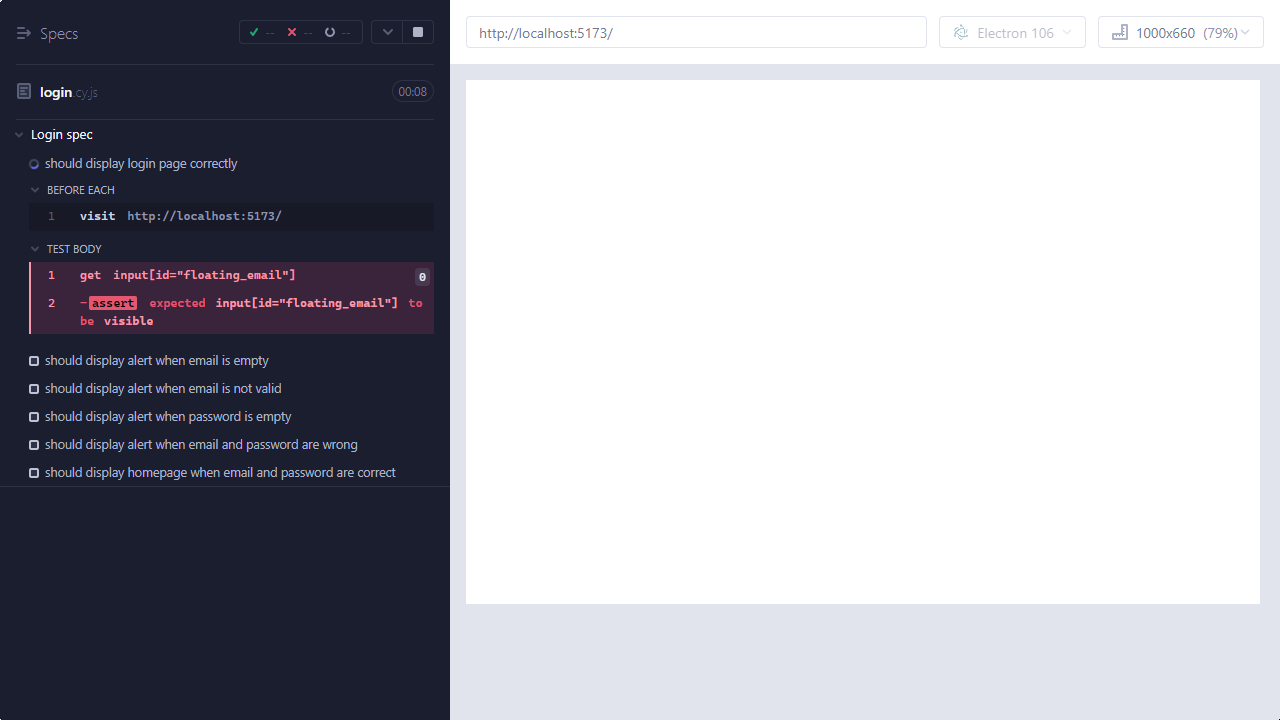 Specs -- -- --
login.cy.js 00:08
Login spec
should display login page correctly
BEFORE EACH
1 visit http://localhost:5173/
TEST BODY
1 get input[id="floating_email"] 0
2 -assert expected input[id="floating_email"] to
be visible
should display alert when email is empty
should display alert when email is not valid
should display alert when password is empty
should display alert when email and password are wrong
should display homepage when email and password are correct
http://localhost:5173/ Electron 106 1000x660 (79%)